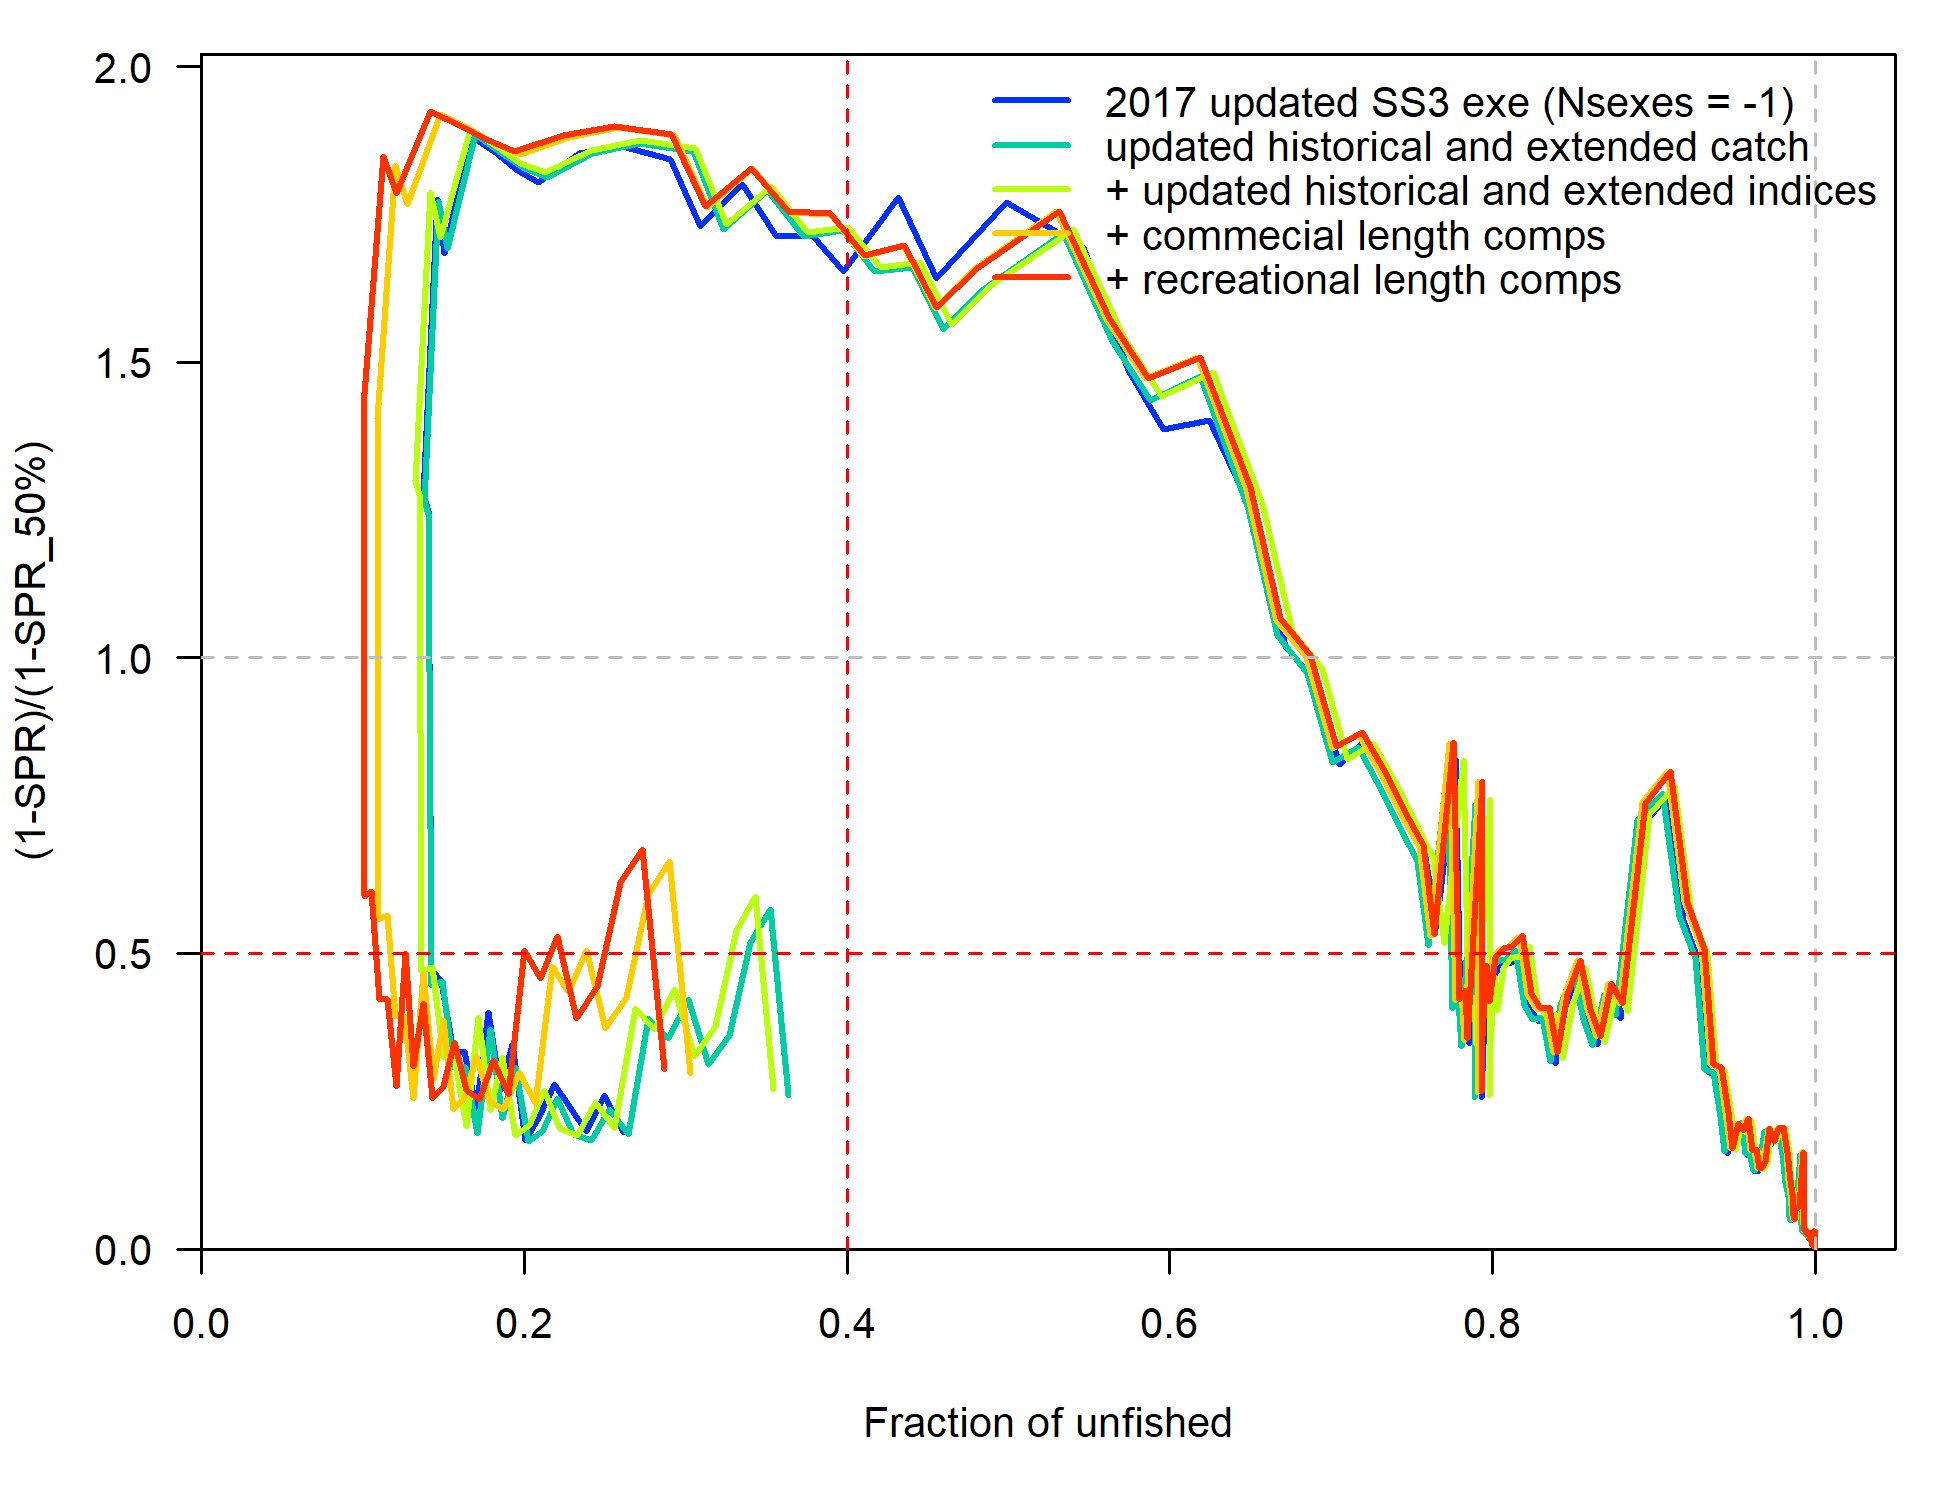 2017 updated SS3 exe (Nsexes = -1)
updated historical and extended catch
+ updated historical and extended indices
+ commecial length comps
+ recreational length comps
2.0
1.5
1.0
0.5
0.0
(1-SPR)/(1-SPR_50%)
0.0 0.2 0.4 0.6 0.8 1.0
Fraction of unfished